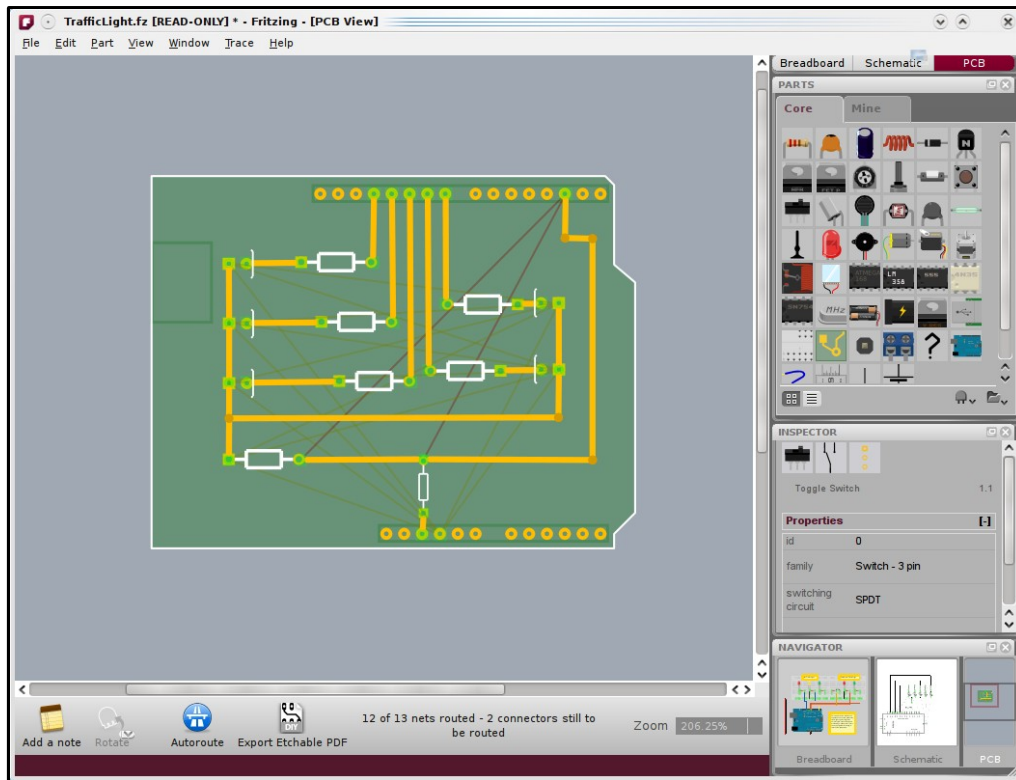 TrafficLight.fz [READ-ONLY] * - Fritzing - [PCB View]
File Edit Part View Window Trace Help
Breadboard Schematic PCB
PARTS
Core Mine
N
LM
358
MHz
?
INSPECTOR
Toggle Switch 1.1
Properties [-]
id 0
family Switch - 3 pin
switching
circuit SPDT
NAVIGATOR
Breadboard Schematic PCB
DIY
12 of 13 nets routed - 2 connectors still to
be routed
Zoom 206.25%
Add a note Rotate Autoroute Export Etchable PDF